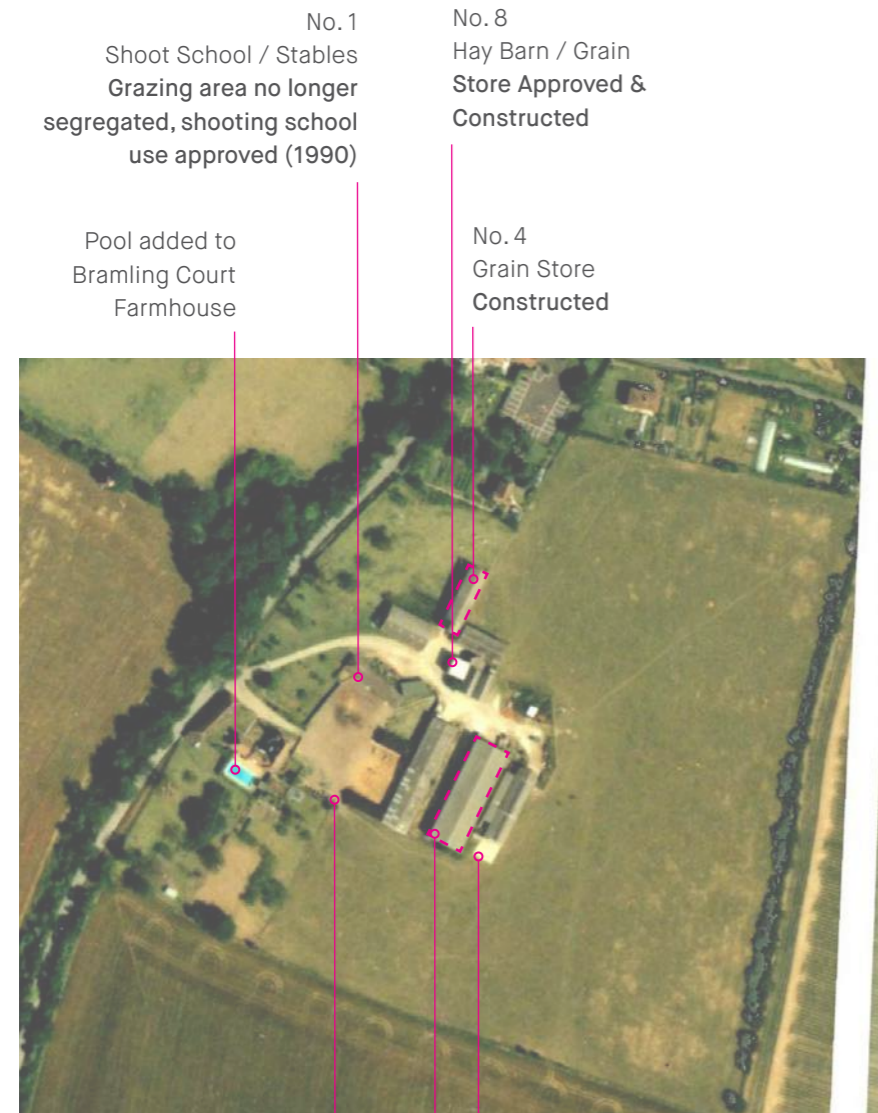 No. 1
Shoot School / Stables
Grazing area no longer
segregated, shooting school
use approved (1990)
No. 8
Hay Barn / Grain
Store Approved &
Constructed
Pool added to
Bramling Court
Farmhouse
No. 4
Grain Store
Constructed